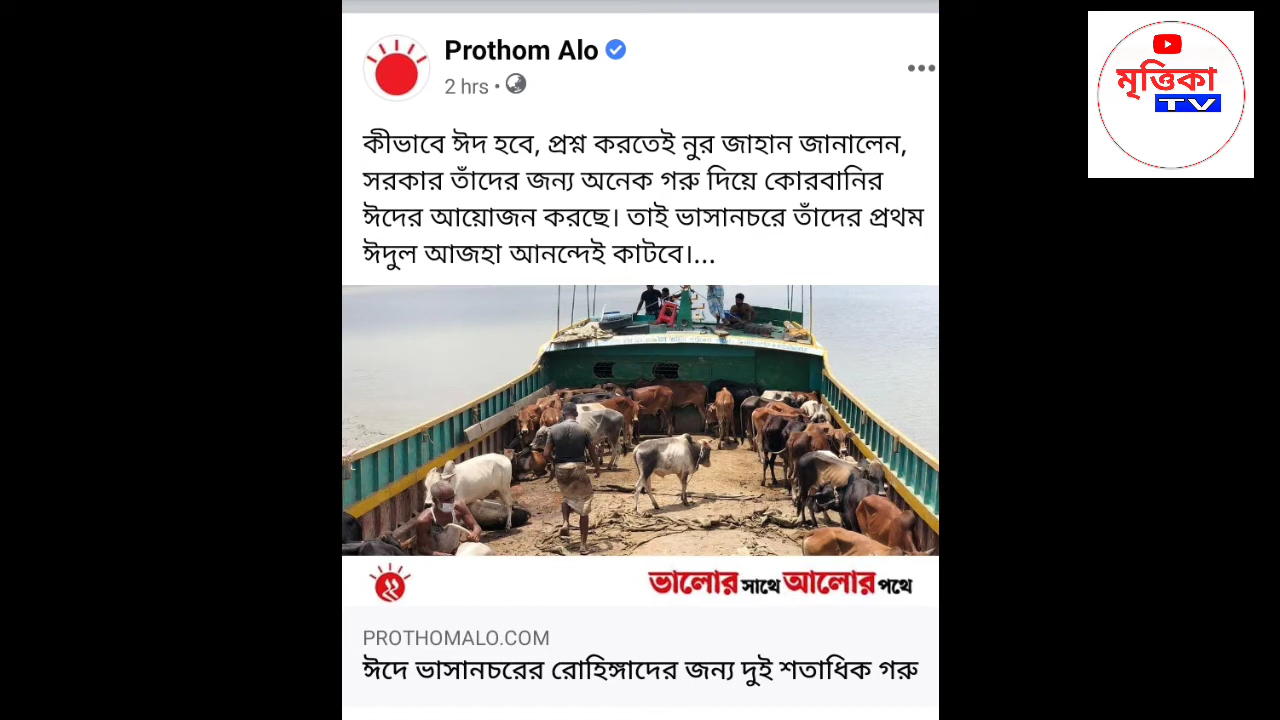 Prothom Alo
2 hrs •
কীভাবে ঈদ হবে, প্রশ্ন করতেই নুর জাহান জানালেন,
সরকার তাঁদের জন্য অনেক গরু দিয়ে কোরবানির
ঈদের আয়োজন করছে। তাই ভাসানচরে তাঁদের প্রথম
ঈদুল আজহা আনন্দেই কাটবে।...
ভালোর সাথে আলোর পথে
PROTHOMALO.COM
ঈদে ভাসানচরের রোহিঙ্গাদের জন্য দুই শতাধিক গরু
মৃত্তিকা
TV